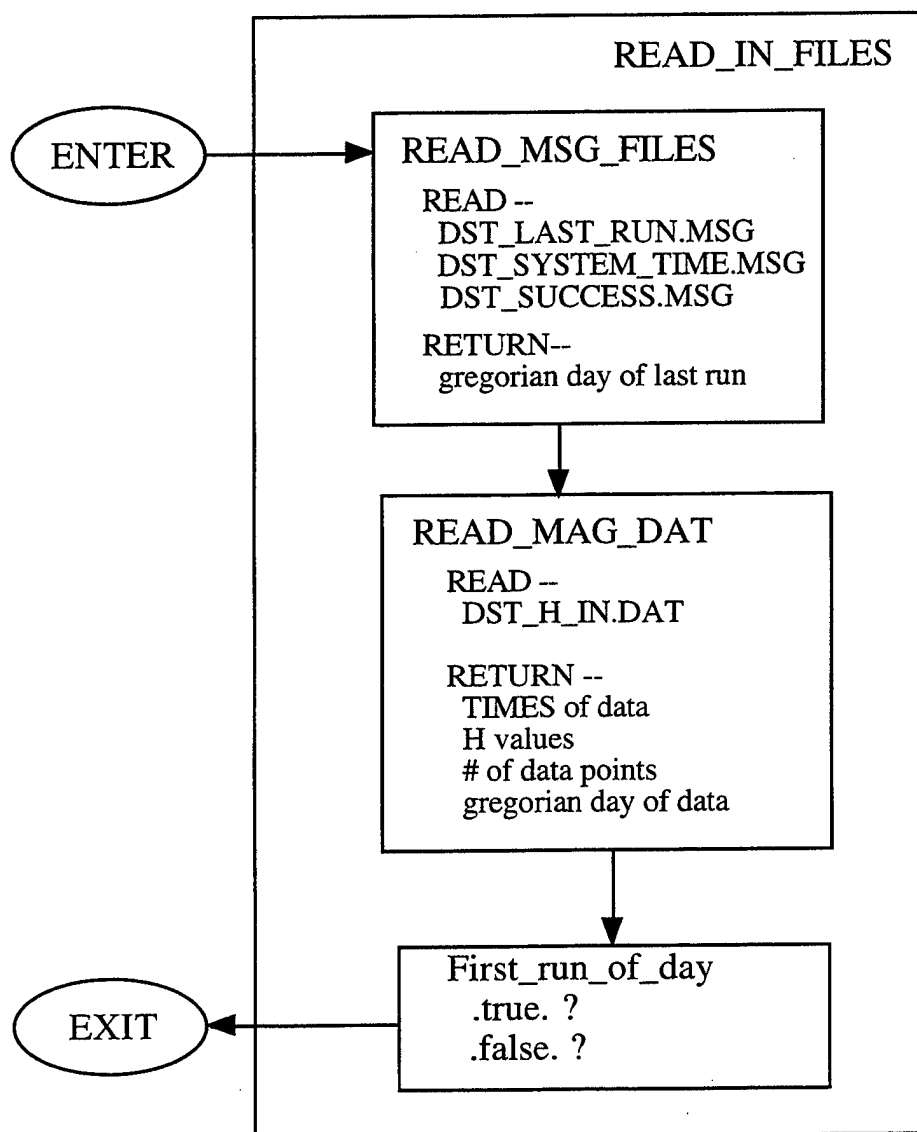 READ_IN_FILES
ENTER
READ_MSG_FILES
READ --
DST_LAST_RUN.MSG
DST_SYSTEM_TIME.MSG
DST_SUCCESS.MSG
RETURN--
gregorian day of last run
READ_MAG_DAT
READ --
DST_H_IN.DAT
RETURN --
TIMES of data
H values
# of data points
gregorian day of data
First_run_of_day
.true. ?
.false. ?
EXIT